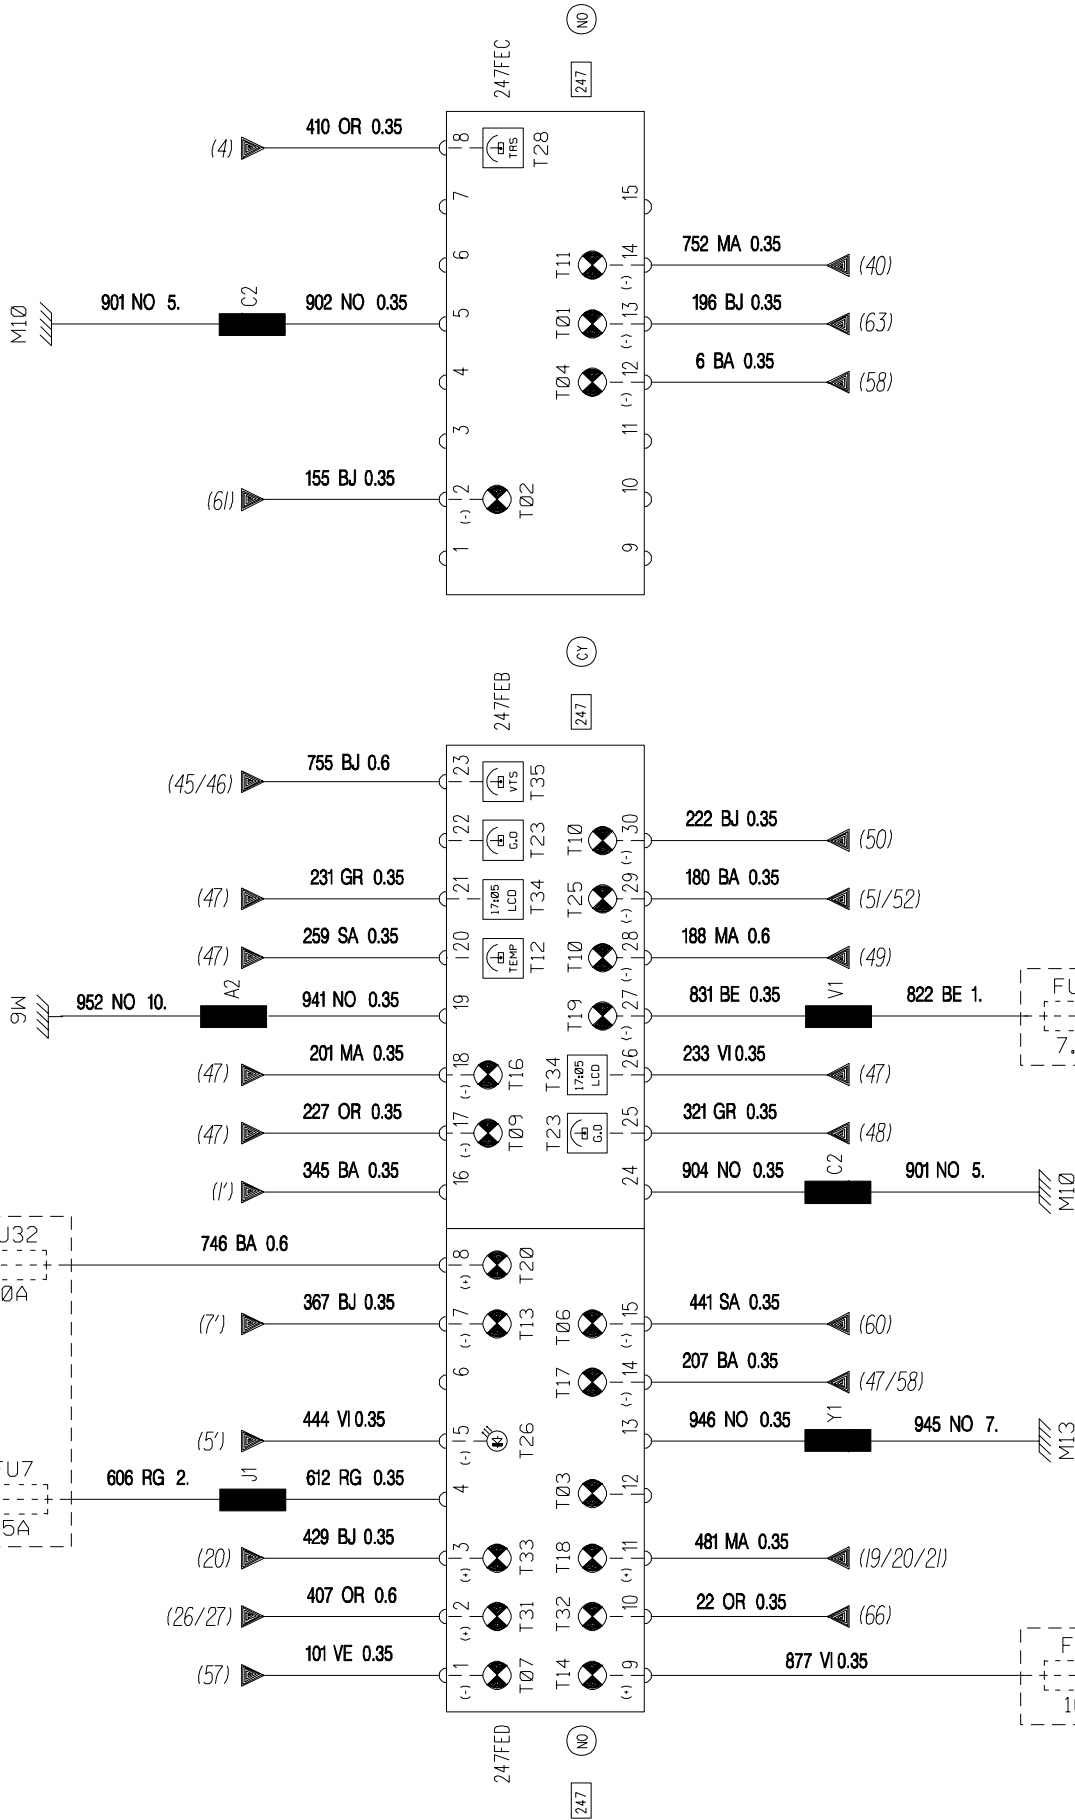 NO
247
247FEC
(4)
410 OR 0.35
8
TRS
T28
7
15
6
T11
(-) 14
752 MA 0.35
(40)
M10
901 NO 5.
C2
902 NO 0.35
5
T01
(-) 13
196 BJ 0.35
(63)
4
T04
(-) 12
6 BA 0.35
(58)
3
11
(61)
155 BJ 0.35
(-) 2
T02
10
1
9
CY
247
247FEB
(45/46)
755 BJ 0.6
23
VTS
T35
22
G.D
T23
T10
(-) 30
222 BJ 0.35
(50)
(47)
231 GR 0.35
21
17:05
LCD
T34
T25
(-) 29
180 BA 0.35
(51/52)
(47)
259 SA 0.35
20
TEMP
T12
T10
(-) 28
188 MA 0.6
(49)
M6
952 NO 10.
A2
941 NO 0.35
19
T19
(-) 27
831 BE 0.35
V1
822 BE 1.
FU
7.
(47)
201 MA 0.35
(-) 18
T16
T34
17:05
LCD
26
233 VI 0.35
(47)
(47)
227 OR 0.35
(-) 17
T09
T23
G.D
25
321 GR 0.35
(48)
(1')
345 BA 0.35
16
24
904 NO 0.35
C2
901 NO 5.
M10
U32
0A
746 BA 0.6
(+) 8
T20
(7')
367 BJ 0.35
(-) 7
T13
T06
(-) 15
441 SA 0.35
(60)
6
T17
(-) 14
207 BA 0.35
(47/58)
(5')
444 VI 0.35
(-) 5
T26
13
946 NO 0.35
Y1
945 NO 7.
M13
FU7
5A
606 RG 2.
J1
612 RG 0.35
4
T03
12
(20)
429 BJ 0.35
(+) 3
T33
T18
(+) 11
481 MA 0.35
(19/20/21)
(26/27)
407 OR 0.6
(+) 2
T31
T32
10
22 OR 0.35
(66)
(57)
101 VE 0.35
(-) 1
T07
T14
(+) 9
877 VI 0.35
F
1
247FED
NO
247